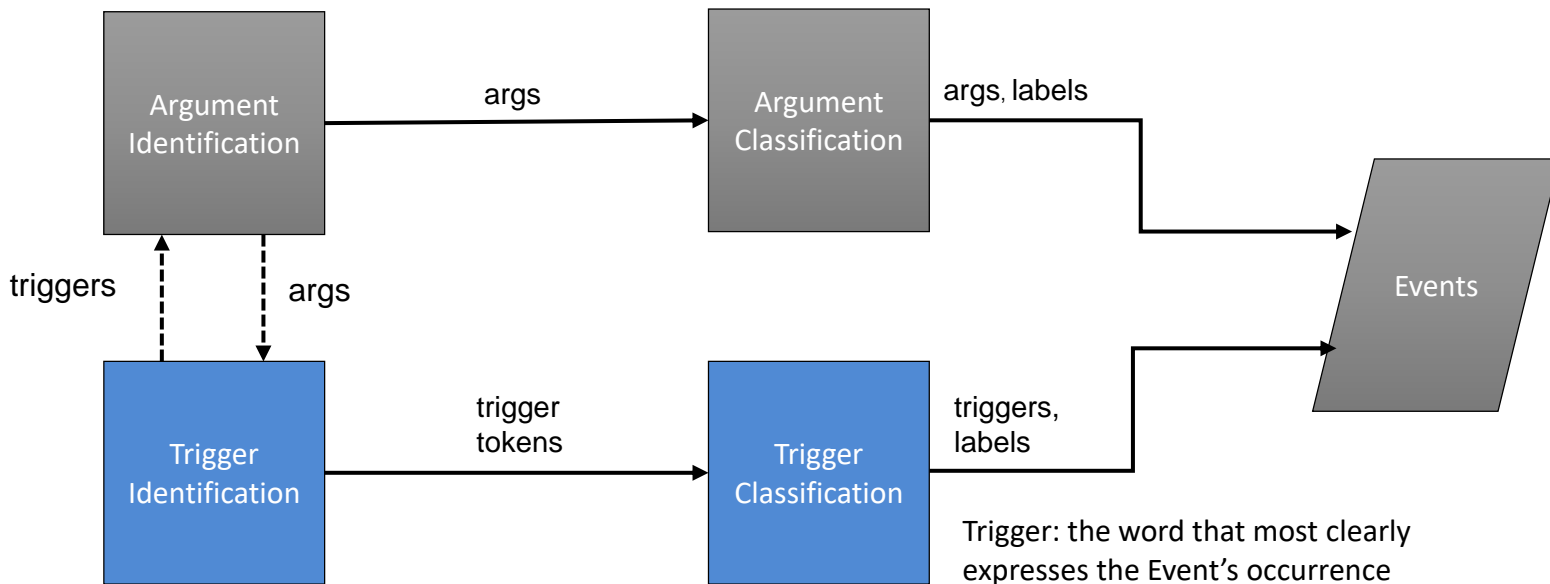 Argument
Identification
args
Argument
Classification
args, labels
Events
triggers
args
Trigger
Identification
trigger
tokens
Trigger
Classification
triggers,
labels
Trigger: the word that most clearly
expresses the Event’s occurrence